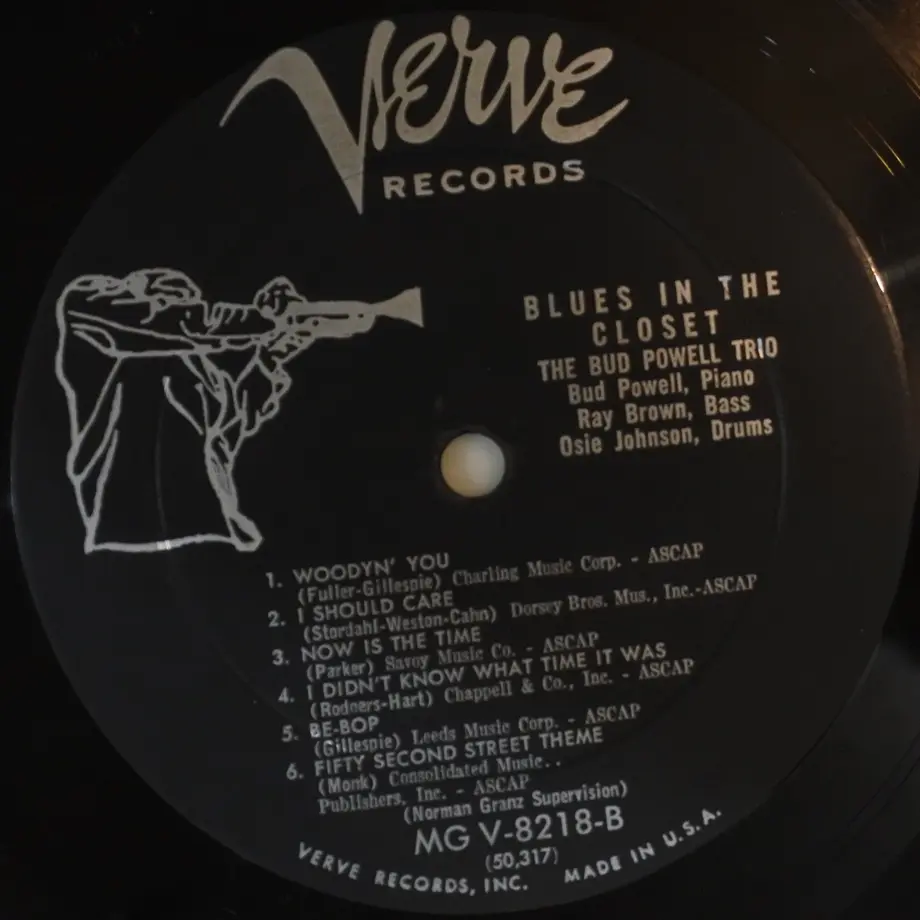 Verve
RECORDS
BLUES IN THE
CLOSET
THE BUD POWELL TRIO
Bud Powell, Piano
Ray Brown, Bass
Osie Johnson, Drums
1. WOODYN' YOU
(Fuller-Gillespie) Charling Music Corp. - ASCAP
2. I SHOULD CARE
(Stordahl-Weston-Cahn) Dorsey Bros. Mus., Inc.-ASCAP
3. NOW IS THE TIME
(Parker) Savoy Music Co. - ASCAP
4. I DIDN'T KNOW WHAT TIME IT WAS
(Rodgers-Hart) Chappell & Co., Inc. - ASCAP
5. BE-BOP
(Gillespie) Leeds Music Corp. - ASCAP
6. FIFTY SECOND STREET THEME
(Monk) Consolidated Music..
Publishers, Inc. - ASCAP
(Norman Granz Supervision)
MG V-8218-B
(50,317)
VERVE RECORDS, INC. MADE IN U.S.A.